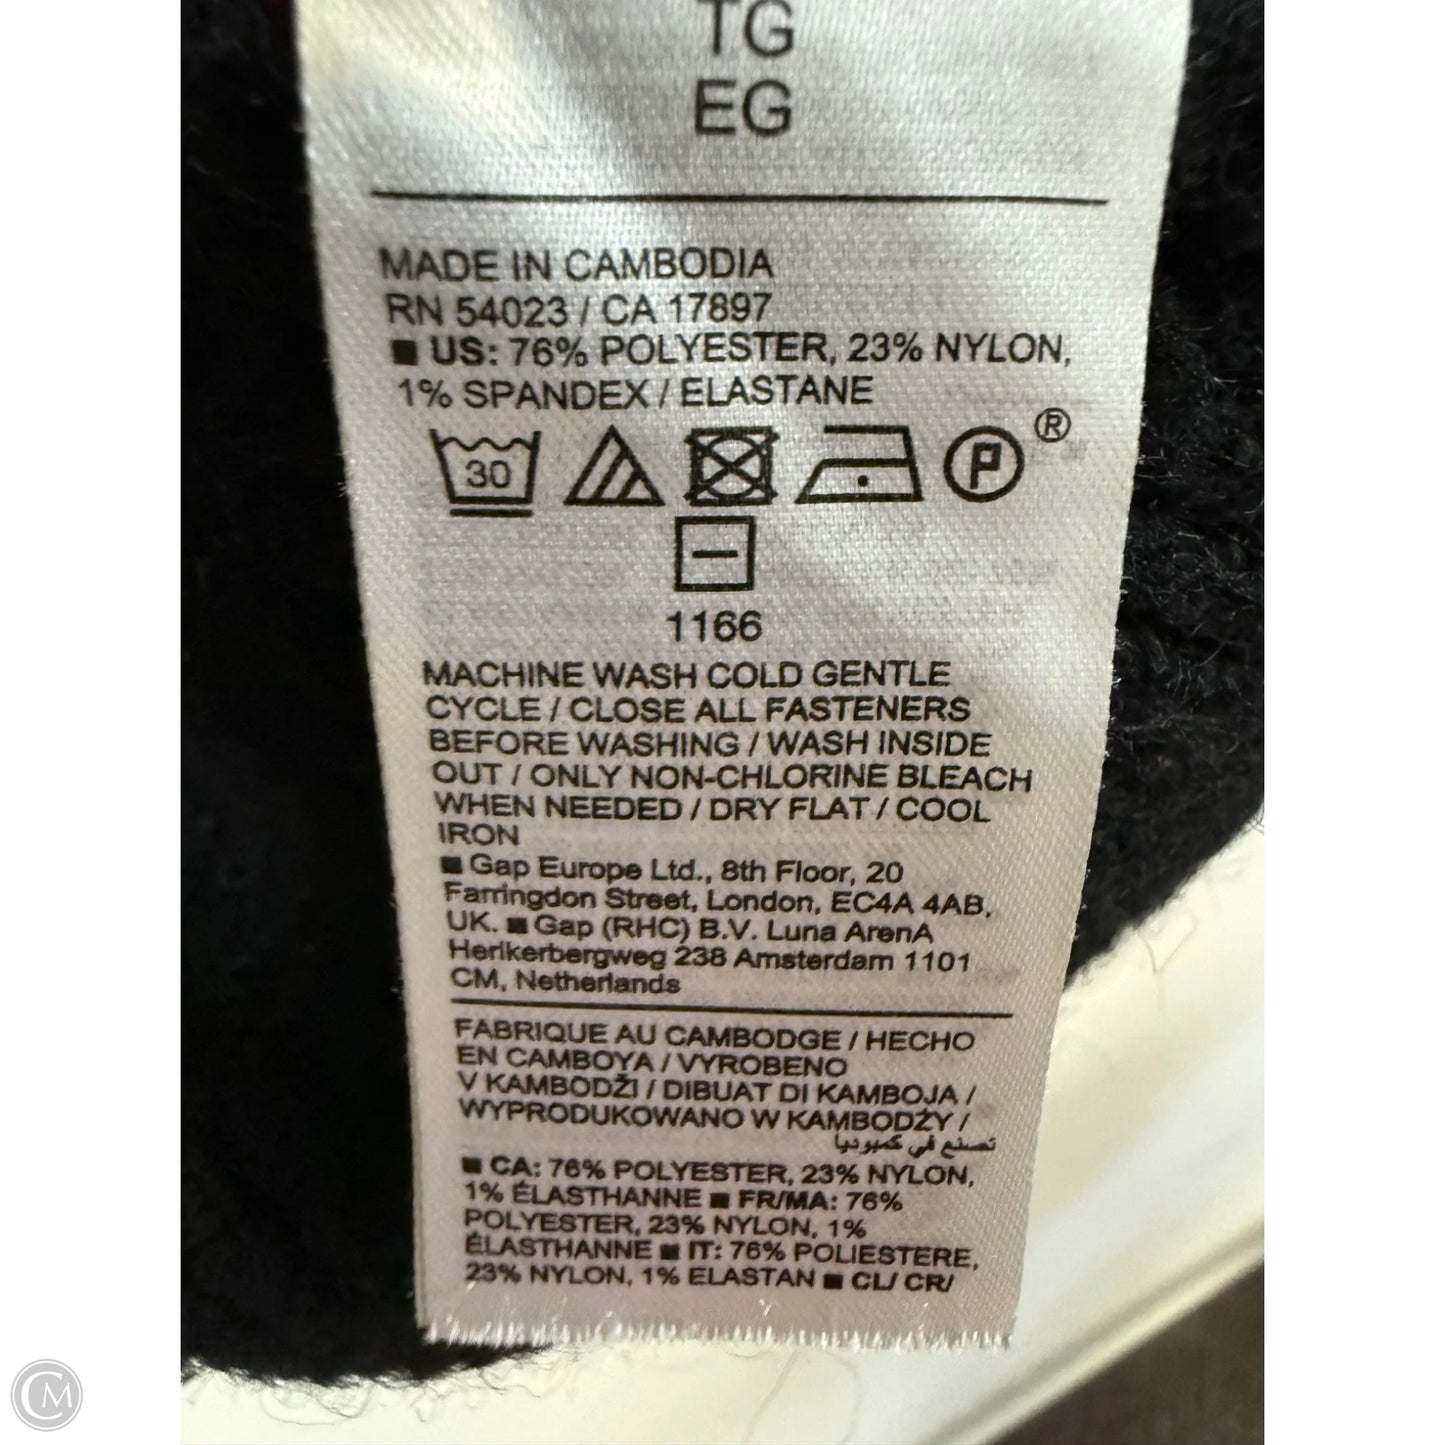 TG
EG
MADE IN CAMBODIA
RN 54023 / CA 17897
■ US: 76% POLYESTER, 23% NYLON,
1% SPANDEX / ELASTANE
30
P
®
1166
MACHINE WASH COLD GENTLE
CYCLE / CLOSE ALL FASTENERS
BEFORE WASHING / WASH INSIDE
OUT / ONLY NON-CHLORINE BLEACH
WHEN NEEDED / DRY FLAT / COOL
IRON
■ Gap Europe Ltd., 8th Floor, 20
Farringdon Street, London, EC4A 4AB,
UK. ■ Gap (RHC) B.V. Luna ArenA
Herikerbergweg 238 Amsterdam 1101
CM, Netherlands
FABRIQUE AU CAMBODGE / HECHO
EN CAMBOYA / VYROBENO
V KAMBODŽI / DIBUAT DI KAMBOJA /
WYPRODUKOWANO W KAMBODŻY /
تصنع في كمبوديا
■ CA: 76% POLYESTER, 23% NYLON,
1% ÉLASTHANNE ■ FR/MA: 76%
POLYESTER, 23% NYLON, 1%
ÉLASTHANNE ■ IT: 76% POLIESTERE,
23% NYLON, 1% ELASTAN ■ CL/ CR/
CM